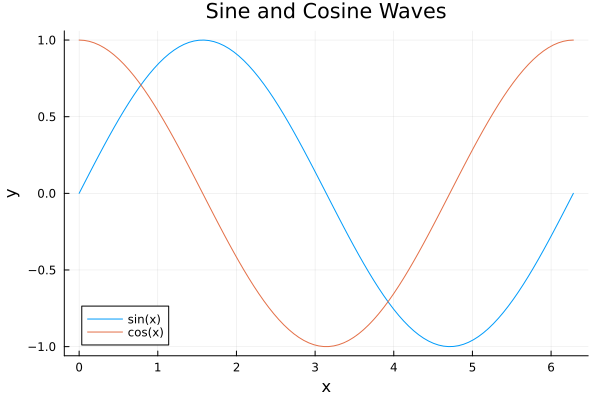 Sine and Cosine Waves
y
1.0
0.5
0.0
−0.5
−1.0
sin(x)
cos(x)
0 1 2 3 4 5 6
x